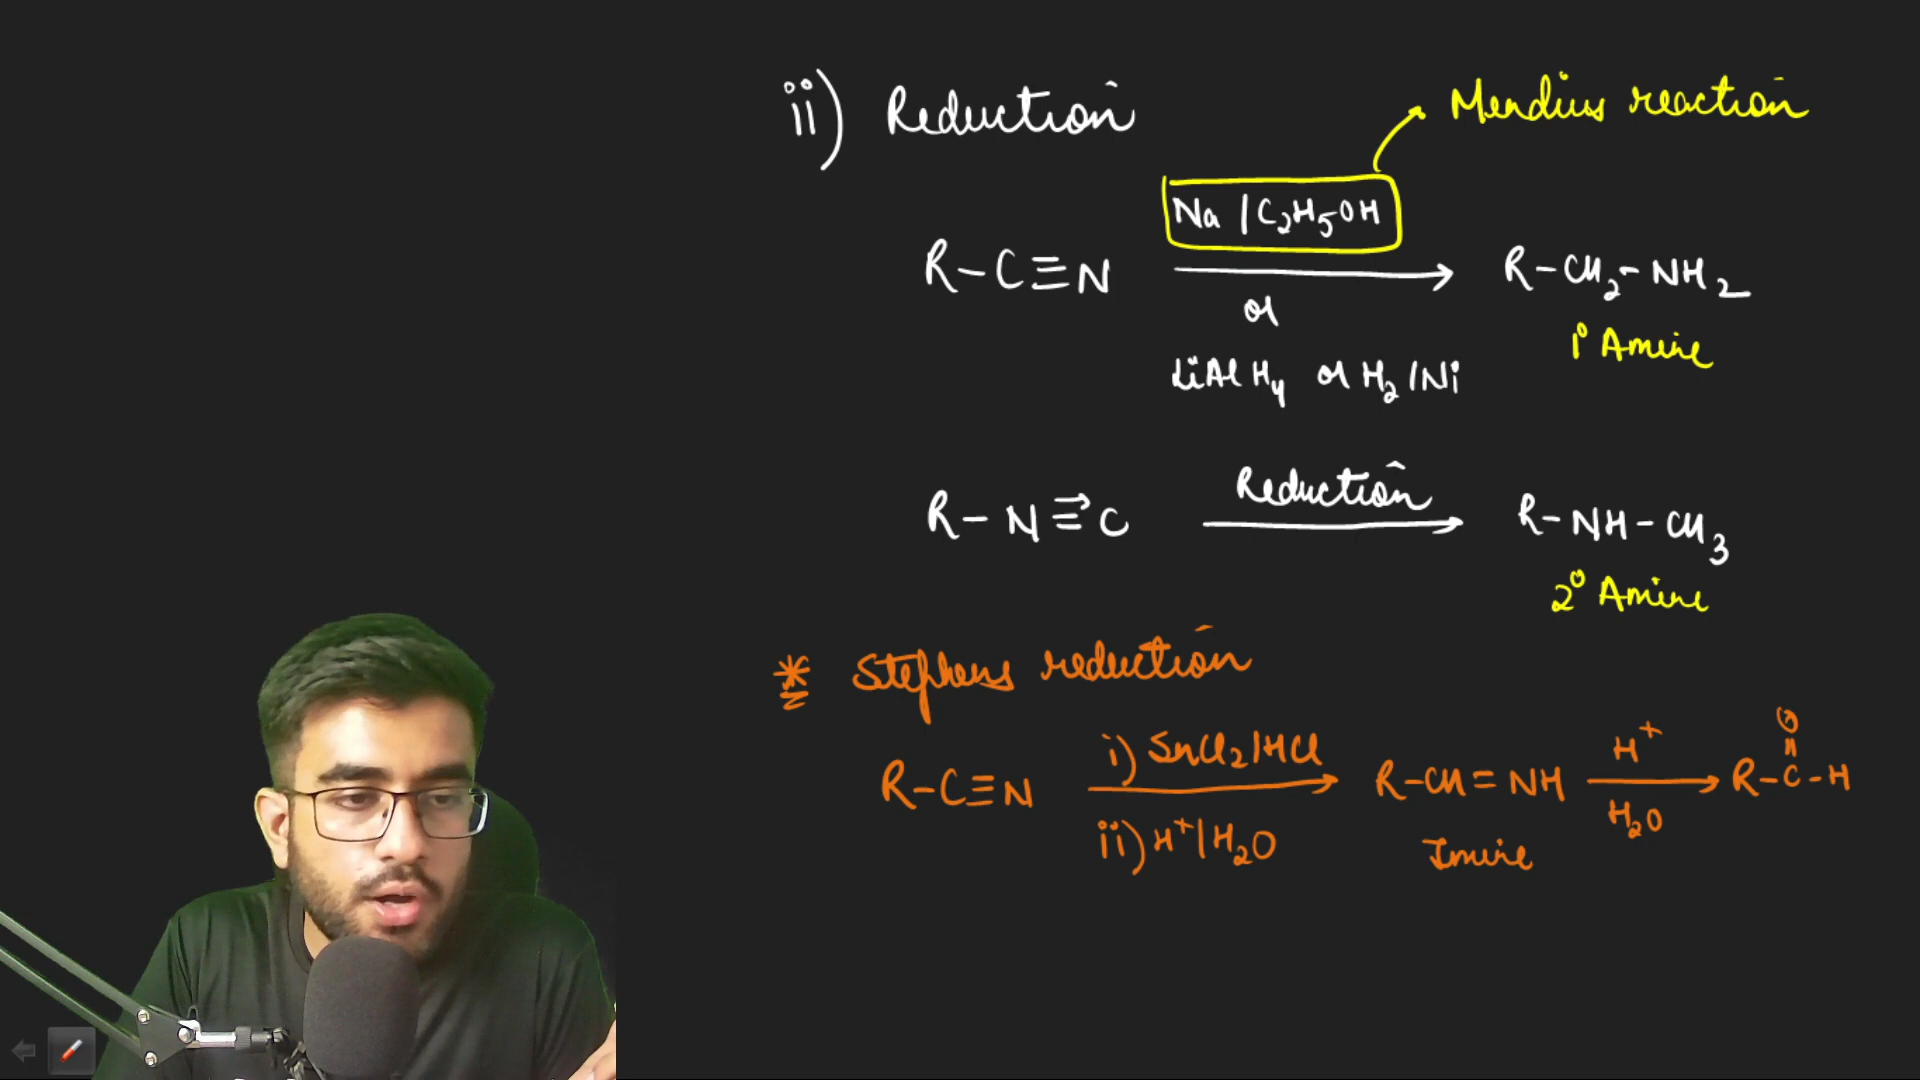 ii) Reduction
Mendius reaction
Na / C₂H₅OH
R-C≡N → R-CH₂-NH₂
or
1° Amine
LiAlH₄ or H₂/Ni
Reduction
R-N≡C → R-NH-CH₃
2° Amine
* Stephens reduction
i) SnCl₂/HCl
H⁺
O
R-C≡N → R-CH=NH → R-C-H
ii) H⁺/H₂O
H₂O
Imine